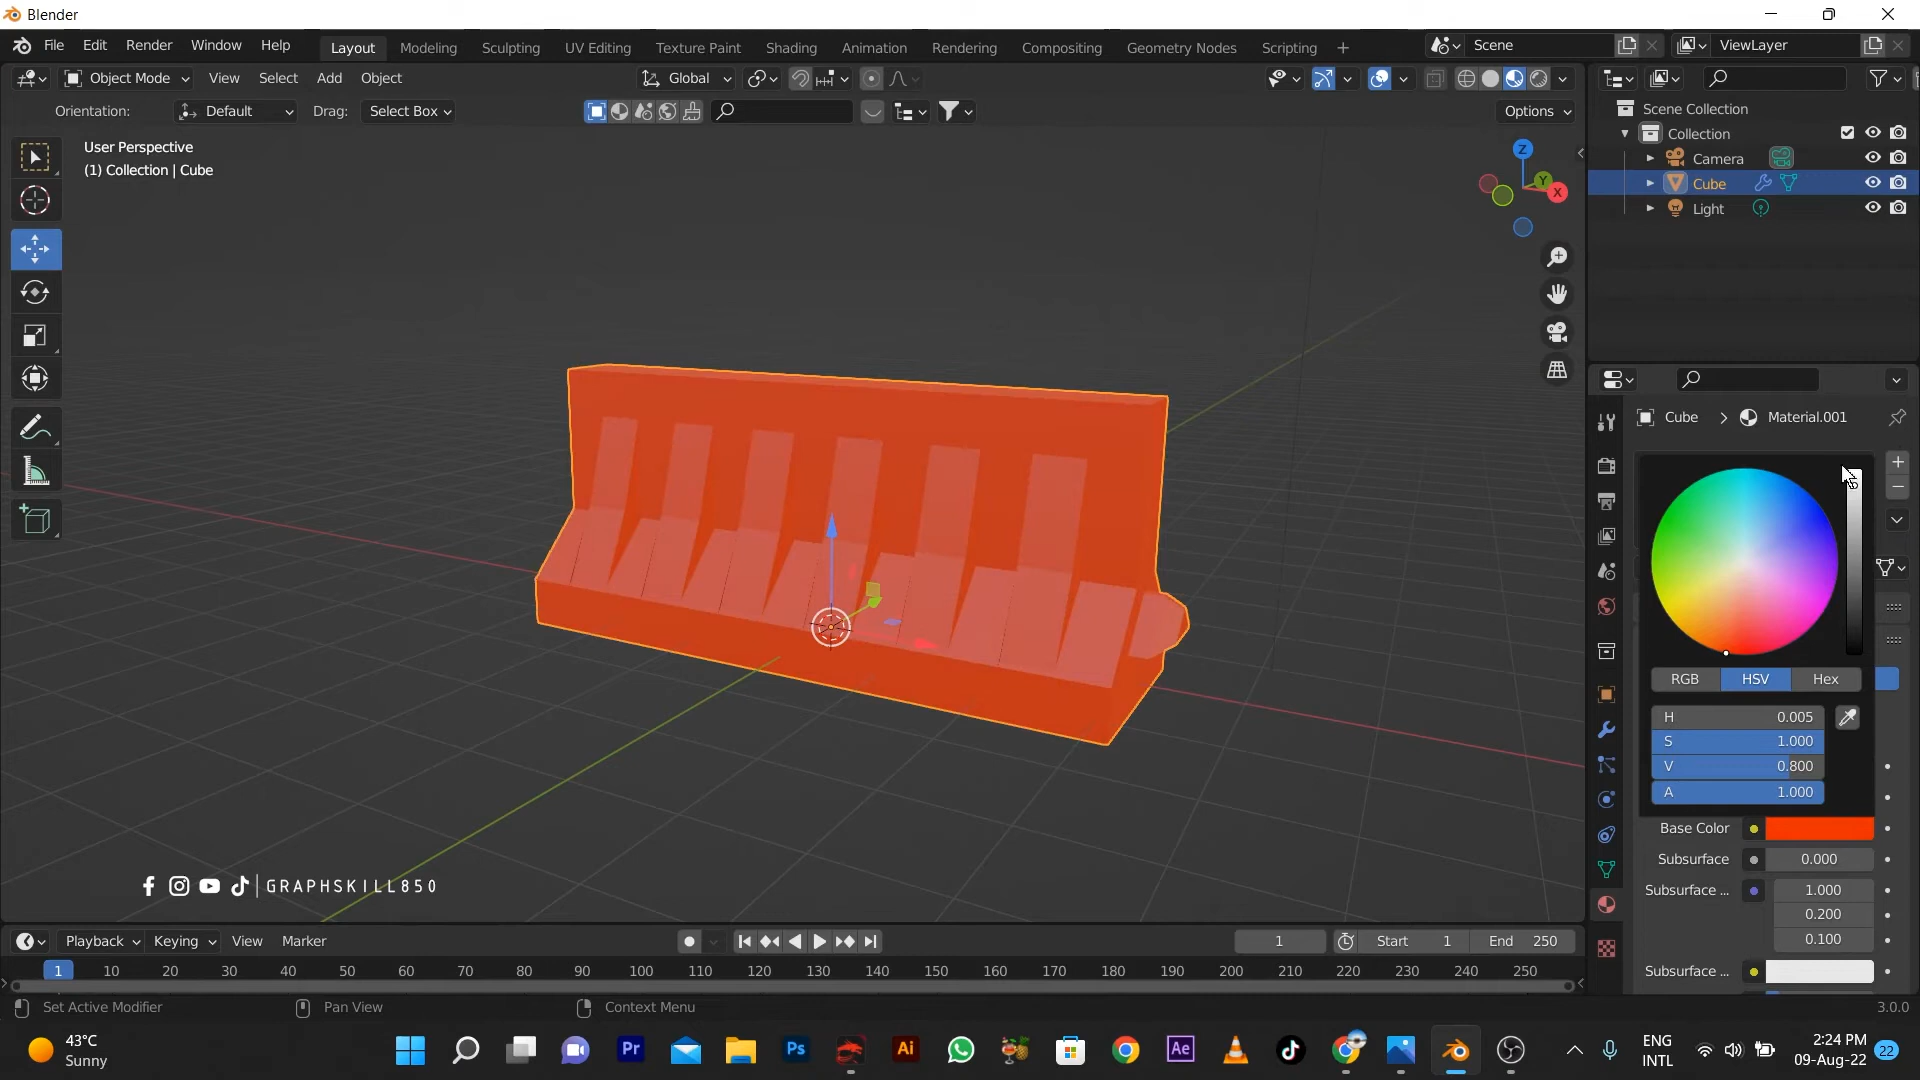 Blender
File Edit Render Window Help Layout Modeling Sculpting UV Editing Texture Paint Shading Animation Rendering Compositing Geometry Nodes Scripting + Scene ViewLayer
Object Mode View Select Add Object Global
Orientation: Default Drag: Select Box Options
User Perspective
(1) Collection | Cube
Z
Y
X
Scene Collection
Collection
Camera
Cube
Light
Cube > Material.001
RGB HSV Hex
H 0.005
S 1.000
V 0.800
A 1.000
Base Color
Subsurface 0.000
Subsurface ... 1.000
0.200
0.100
Subsurface ...
GRAPHSKILL850
Playback Keying View Marker 1 Start 1 End 250
1 10 20 30 40 50 60 70 80 90 100 110 120 130 140 150 160 170 180 190 200 210 220 230 240 250
Set Active Modifier Pan View Context Menu 3.0.0
43°C
Sunny
Pr Ps Ai Ae
ENG
INTL
2:24 PM
09-Aug-22
22